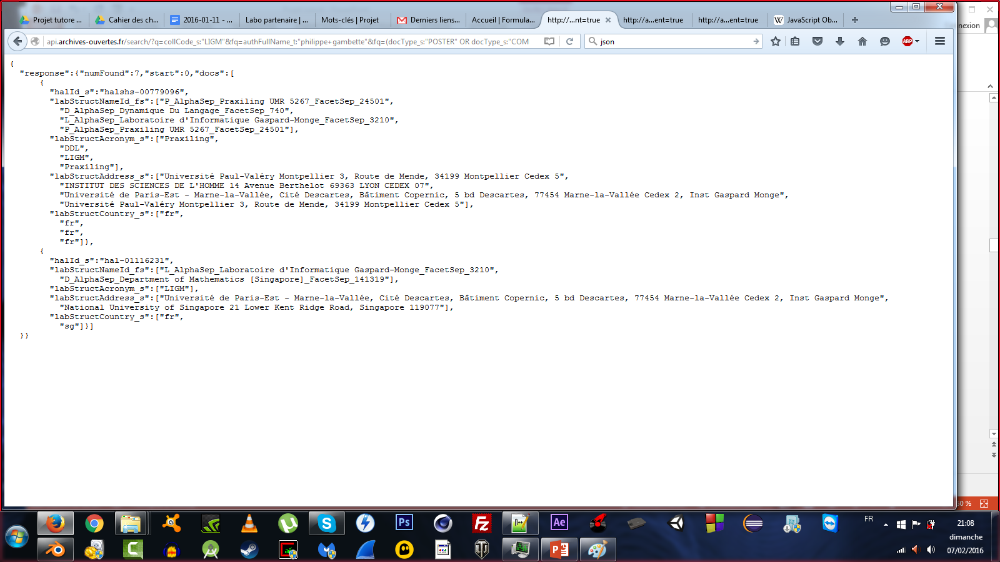 Projet tutore ...
Cahier des ch...
2016-01-11 - ...
Labo partenaire | ...
Mots-clés | Projet
Derniers liens...
Accueil | Formula...
http://...nt=true
http://a...ent=true
http://a...ent=true
JavaScript Ob...
nexion
api.archives-ouvertes.fr/search/?q=collCode_s:"LIGM"&fq=authFullName_t:"philippe+gambette"&fq=(docType_s:"POSTER" OR docType_s:"COM
json
ABP
{
"response":{"numFound":7,"start":0,"docs":[
{
"halId_s":"halshs-00779096",
"labStructNameId_fs":["P_AlphaSep_Praxiling UMR 5267_FacetSep_24501",
"D_AlphaSep_Dynamique Du Langage_FacetSep_740",
"L_AlphaSep_Laboratoire d'Informatique Gaspard-Monge_FacetSep_3210",
"P_AlphaSep_Praxiling UMR 5267_FacetSep_24501"],
"labStructAcronym_s":["Praxiling",
"DDL",
"LIGM",
"Praxiling"],
"labStructAddress_s":["Université Paul-Valéry Montpellier 3, Route de Mende, 34199 Montpellier Cedex 5",
"INSTITUT DES SCIENCES DE L'HOMME 14 Avenue Berthelot 69363 LYON CEDEX 07",
"Université de Paris-Est - Marne-la-Vallée, Cité Descartes, Bâtiment Copernic, 5 bd Descartes, 77454 Marne-la-Vallée Cedex 2, Inst Gaspard Monge",
"Université Paul-Valéry Montpellier 3, Route de Mende, 34199 Montpellier Cedex 5"],
"labStructCountry_s":["fr",
"fr",
"fr",
"fr"]},
{
"halId_s":"hal-01116231",
"labStructNameId_fs":["L_AlphaSep_Laboratoire d'Informatique Gaspard-Monge_FacetSep_3210",
"D_AlphaSep_Department of Mathematics [Singapore]_FacetSep_141319"],
"labStructAcronym_s":["LIGM"],
"labStructAddress_s":["Université de Paris-Est - Marne-la-Vallée, Cité Descartes, Bâtiment Copernic, 5 bd Descartes, 77454 Marne-la-Vallée Cedex 2, Inst Gaspard Monge",
"National University of Singapore 21 Lower Kent Ridge Road, Singapore 119077"],
"labStructCountry_s":["fr",
"sg"]}]
}}
50 %
Ps
Fz
Ae
FR
21:08
dimanche
07/02/2016